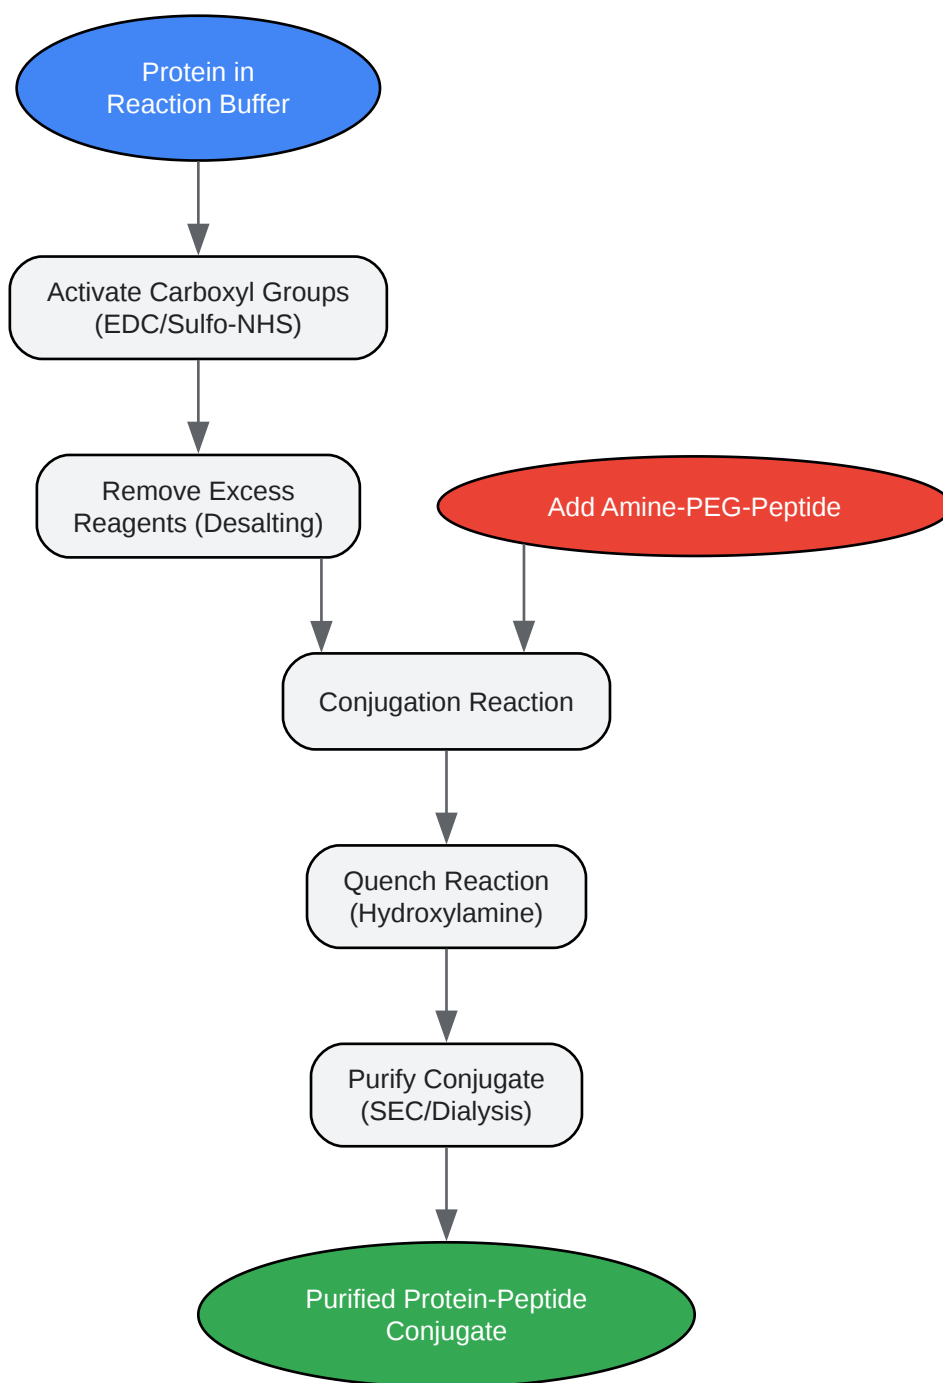 Protein in
Reaction Buffer
Activate Carboxyl Groups
(EDC/Sulfo-NHS)
Remove Excess
Reagents (Desalting)
Add Amine-PEG-Peptide
Conjugation Reaction
Quench Reaction
(Hydroxylamine)
Purify Conjugate
(SEC/Dialysis)
Purified Protein-Peptide
Conjugate